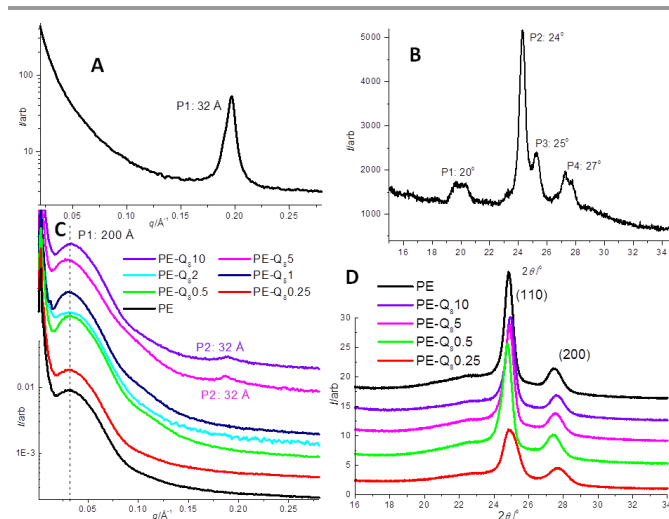 A
P1: 32 Å
I/arb
100
10
0.05 0.10 0.15 0.20 0.25
q/Å⁻¹
B
P2: 24°
P3: 25°
P4: 27°
P1: 20°
I/arb
5000
4000
3000
2000
1000
16 18 20 22 24 26 28 30 32 34
2θ/°
C
P1: 200 Å
PE-Q₈10
PE-Q₈5
PE-Q₈2
PE-Q₈1
PE-Q₈0.5
PE-Q₈0.25
PE
P2: 32 Å
P2: 32 Å
I/arb
0.01
1E-3
0.05 0.10 0.15 0.20 0.25
q/Å⁻¹
D
PE
PE-Q₈10
PE-Q₈5
PE-Q₈0.5
PE-Q₈0.25
(110)
(200)
I/arb
30
25
20
15
10
5
0
16 18 20 22 24 26 28 30 32 34
2θ/°